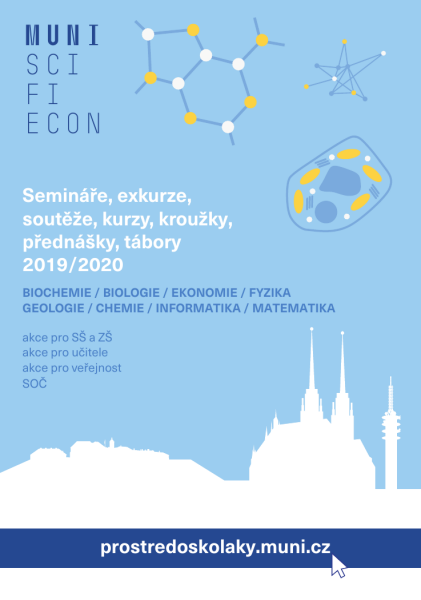 MUNI
SCI
FI
ECON
Semináře, exkurze,
soutěže, kurzy, kroužky,
přednášky, tábory
2019/2020
BIOCHEMIE / BIOLOGIE / EKONOMIE / FYZIKA
GEOLOGIE / CHEMIE / INFORMATIKA / MATEMATIKA
akce pro SŠ a ZŠ
akce pro učitele
akce pro veřejnost
SOČ
prostredoskolaky.muni.cz